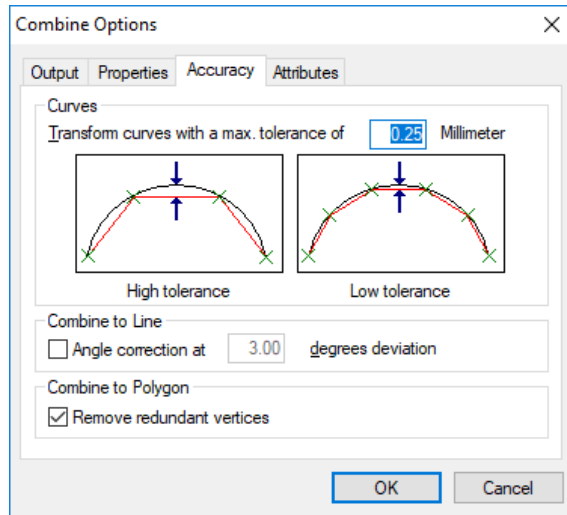 Combine Options
Output Properties Accuracy Attributes
Curves
Transform curves with a max. tolerance of 0.25 Millimeter
High tolerance Low tolerance
Combine to Line
Angle correction at 3.00 degrees deviation
Combine to Polygon
Remove redundant vertices
OK Cancel